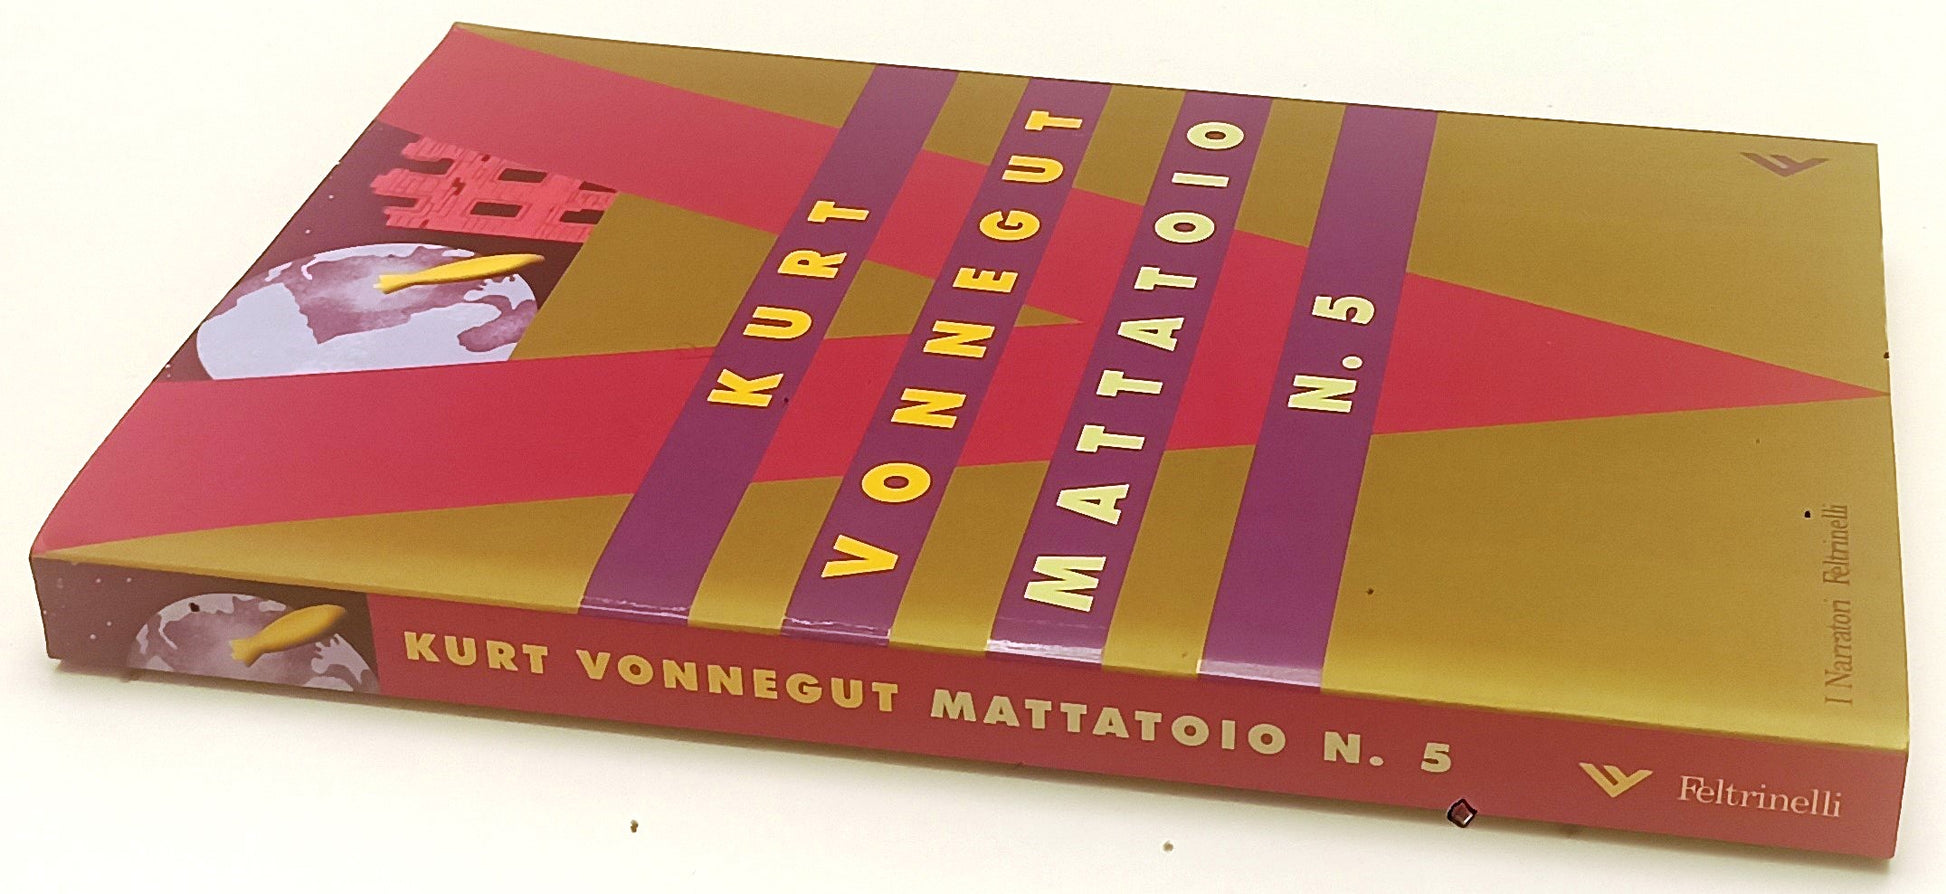 KURT
VONNEGUT
MATTATOIO
N. 5
I Narratori Feltrinelli
KURT VONNEGUT MATTATOIO N. 5 Feltrinelli